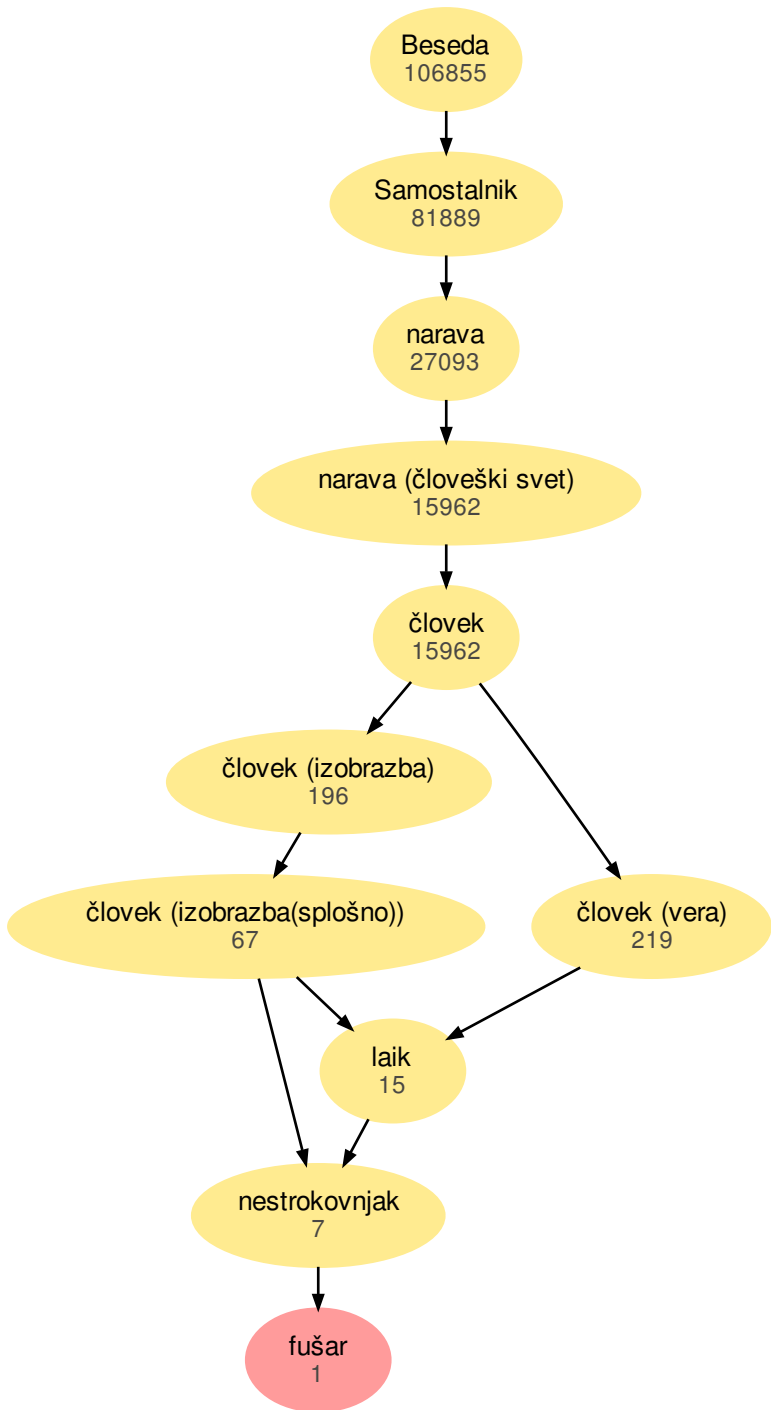 Beseda
106855
Samostalnik
81889
narava
27093
narava (človeški svet)
15962
človek
15962
človek (izobrazba)
196
človek (izobrazba(splošno))
67
človek (vera)
219
laik
15
nestrokovnjak
7
fušar
1